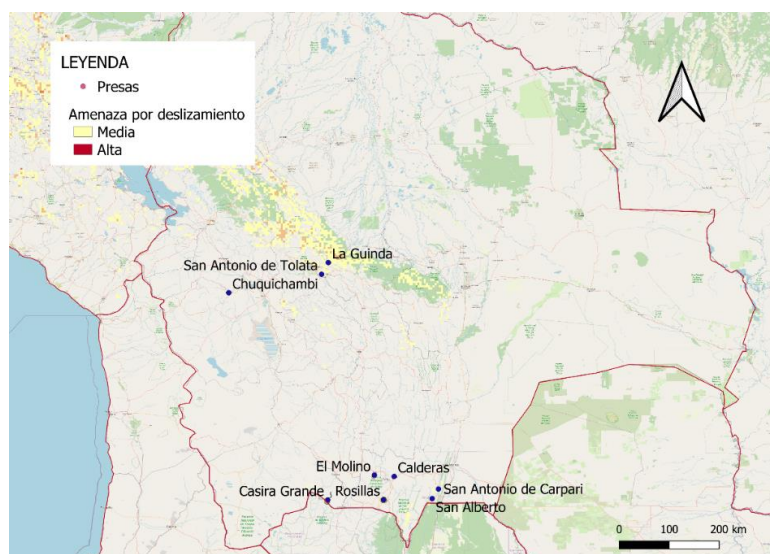 LEYENDA
Presas
Amenaza por deslizamiento
Media
Alta
La Guinda
San Antonio de Tolata
Chuquichambi
El Molino
Calderas
Casira Grande
Rosillas
San Antonio de Carpari
San Alberto
0 100 200 km